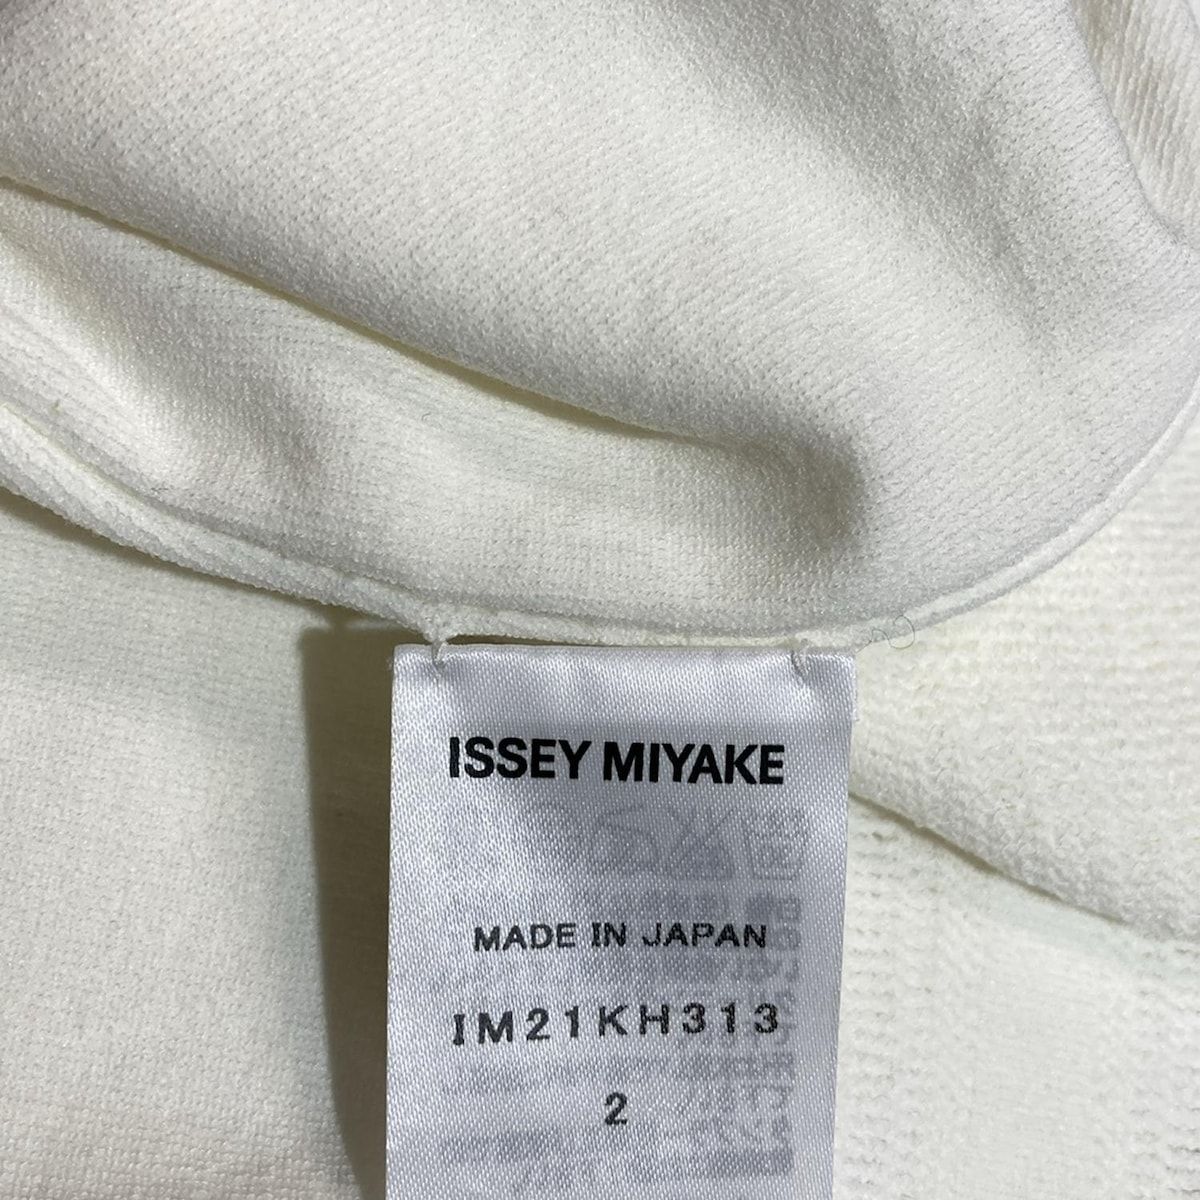 ISSEY MIYAKE
MADE IN JAPAN
IM21KH313
2